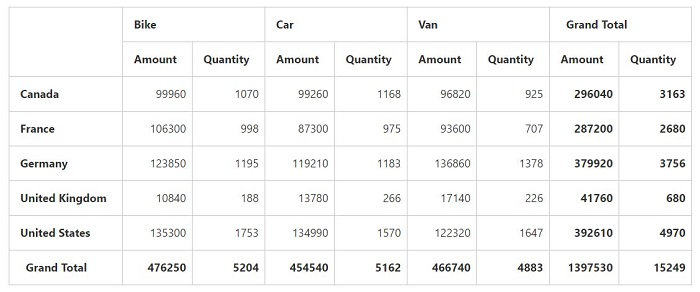 Bike Car Van Grand Total
Amount Quantity Amount Quantity Amount Quantity Amount Quantity
Canada 99960 1070 99260 1168 96820 925 296040 3163
France 106300 998 87300 975 93600 707 287200 2680
Germany 123850 1195 119210 1183 136860 1378 379920 3756
United Kingdom 10840 188 13780 266 17140 226 41760 680
United States 135300 1753 134990 1570 122320 1647 392610 4970
Grand Total 476250 5204 454540 5162 466740 4883 1397530 15249